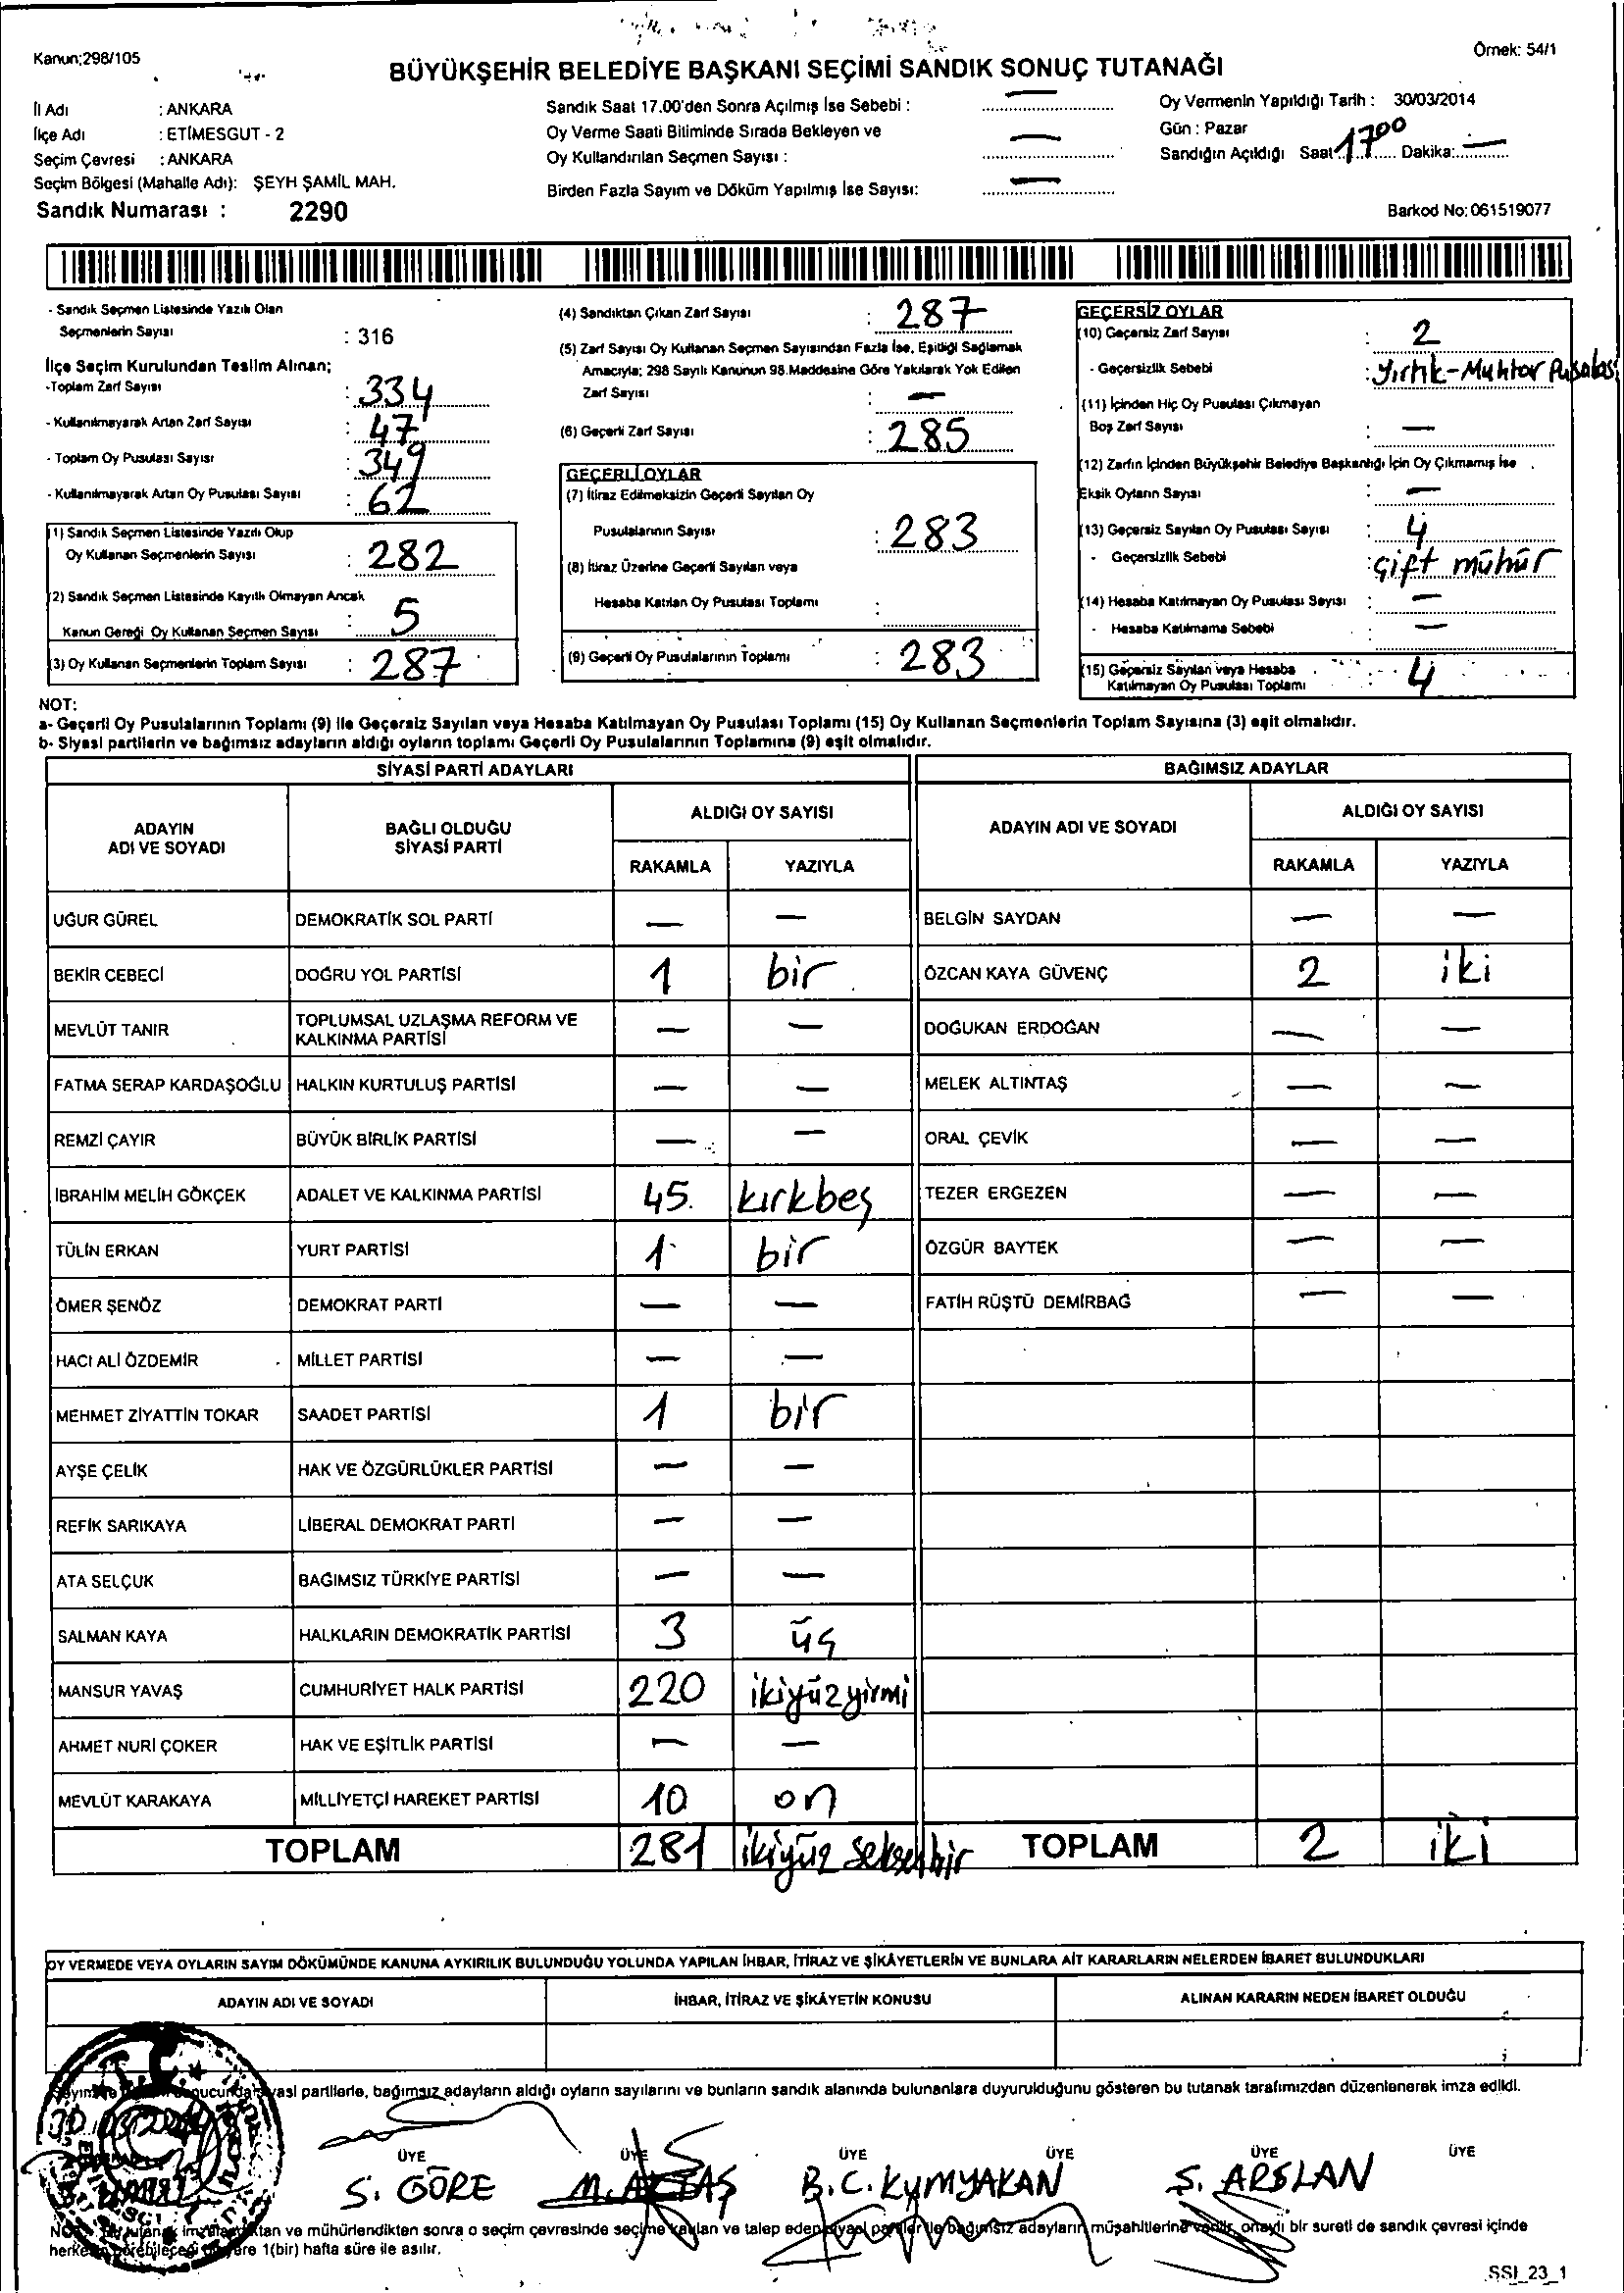 Kanun;298/105
Örnek: 54/1
BÜYÜKŞEHİR BELEDİYE BAŞKANI SEÇİMİ SANDIK SONUÇ TUTANAĞI
İl Adı : ANKARA
İlçe Adı : ETİMESGUT - 2
Seçim Çevresi : ANKARA
Seçim Bölgesi (Mahalle Adı): ŞEYH ŞAMİL MAH.
Sandık Numarası : 2290
Sandık Saat 17.00'den Sonra Açılmış İse Sebebi : —
Oy Verme Saati Bitiminde Sırada Bekleyen ve
Oy Kullandırılan Seçmen Sayısı : —
Birden Fazla Sayım ve Döküm Yapılmış İse Sayısı: —
Oy Vermenin Yapıldığı Tarih : 30/03/2014
Gün : Pazar
Sandığın Açıldığı Saat 1700 Dakika: —
Barkod No: 061519077
- Sandık Seçmen Listesinde Yazılı Olan
Seçmenlerin Sayısı : 316
İlçe Seçim Kurulundan Teslim Alınan;
-Toplam Zarf Sayısı : 334
- Kullanılmayarak Artan Zarf Sayısı : 47
- Toplam Oy Pusulası Sayısı : 349
- Kullanılmayarak Artan Oy Pusulası Sayısı : 62
(1) Sandık Seçmen Listesinde Yazılı Olup
Oy Kullanan Seçmenlerin Sayısı : 282
(2) Sandık Seçmen Listesinde Kayıtlı Olmayan Ancak
Kanun Gereği Oy Kullanan Seçmen Sayısı : 5
(3) Oy Kullanan Seçmenlerin Toplam Sayısı : 287
(4) Sandıktan Çıkan Zarf Sayısı : 287
(5) Zarf Sayısı Oy Kullanan Seçmen Sayısından Fazla İse, Eşitliği Sağlamak
Amacıyla; 298 Sayılı Kanunun 98.Maddesine Göre Yakılarak Yok Edilen
Zarf Sayısı : —
(6) Geçerli Zarf Sayısı : 285
GEÇERLİ OYLAR
(7) İtiraz Edilmeksizin Geçerli Sayılan Oy
Pusulalarının Sayısı : 283
(8) İtiraz Üzerine Geçerli Sayılan veya
Hesaba Katılan Oy Pusulası Toplamı :
(9) Geçerli Oy Pusulalarının Toplamı : 283
GEÇERSİZ OYLAR
(10) Geçersiz Zarf Sayısı : 2
- Geçersizlik Sebebi : Yırtık-Muhtar Pusulası
(11) İçinden Hiç Oy Pusulası Çıkmayan
Boş Zarf Sayısı : —
(12) Zarfın İçinden Büyükşehir Belediye Başkanlığı İçin Oy Çıkmamış İse
Eksik Oyların Sayısı : —
(13) Geçersiz Sayılan Oy Pusulası Sayısı : 4
- Geçersizlik Sebebi : çift mühür
(14) Hesaba Katılmayan Oy Pusulası Sayısı : —
- Hesaba Katılmama Sebebi : —
(15) Geçersiz Sayılan veya Hesaba
Katılmayan Oy Pusulası Toplamı : 4
NOT:
a- Geçerli Oy Pusulalarının Toplamı (9) ile Geçersiz Sayılan veya Hesaba Katılmayan Oy Pusulası Toplamı (15) Oy Kullanan Seçmenlerin Toplam Sayısına (3) eşit olmalıdır.
b- Siyasi partilerin ve bağımsız adayların aldığı oyların toplamı Geçerli Oy Pusulalarının Toplamına (9) eşit olmalıdır.
SİYASİ PARTİ ADAYLARI BAĞIMSIZ ADAYLAR
ADAYIN ADI VE SOYADI BAĞLI OLDUĞU SİYASİ PARTİ ALDIĞI OY SAYISI ADAYIN ADI VE SOYADI ALDIĞI OY SAYISI
RAKAMLA YAZIYLA RAKAMLA YAZIYLA
UĞUR GÜREL DEMOKRATİK SOL PARTİ — — BELGİN SAYDAN — —
BEKİR CEBECİ DOĞRU YOL PARTİSİ 1 bir ÖZCAN KAYA GÜVENÇ 2 iki
MEVLÜT TANIR TOPLUMSAL UZLAŞMA REFORM VE KALKINMA PARTİSİ — — DOĞUKAN ERDOĞAN — —
FATMA SERAP KARDAŞOĞLU HALKIN KURTULUŞ PARTİSİ — — MELEK ALTINTAŞ — —
REMZİ ÇAYIR BÜYÜK BİRLİK PARTİSİ — — ORAL ÇEVİK — —
İBRAHİM MELİH GÖKÇEK ADALET VE KALKINMA PARTİSİ 45. kırkbeş TEZER ERGEZEN — —
TÜLİN ERKAN YURT PARTİSİ 1 bir ÖZGÜR BAYTEK — —
ÖMER ŞENÖZ DEMOKRAT PARTİ — — FATİH RÜŞTÜ DEMİRBAĞ — —
HACI ALİ ÖZDEMİR MİLLET PARTİSİ — —
MEHMET ZİYATTİN TOKAR SAADET PARTİSİ 1 bir
AYŞE ÇELİK HAK VE ÖZGÜRLÜKLER PARTİSİ — —
REFİK SARIKAYA LİBERAL DEMOKRAT PARTİ — —
ATA SELÇUK BAĞIMSIZ TÜRKİYE PARTİSİ — —
SALMAN KAYA HALKLARIN DEMOKRATİK PARTİSİ 3 üç
MANSUR YAVAŞ CUMHURİYET HALK PARTİSİ 220 ikiyüzyirmi
AHMET NURİ ÇOKER HAK VE EŞİTLİK PARTİSİ — —
MEVLÜT KARAKAYA MİLLİYETÇİ HAREKET PARTİSİ 10 on
TOPLAM 281 ikiyüz seksenbir TOPLAM 2 iki
OY VERMEDE VEYA OYLARIN SAYIM DÖKÜMÜNDE KANUNA AYKIRILIK BULUNDUĞU YOLUNDA YAPILAN İHBAR, İTİRAZ VE ŞİKÂYETLERİN VE BUNLARA AİT KARARLARIN NELERDEN İBARET BULUNDUKLARI
ADAYIN ADI VE SOYADI İHBAR, İTİRAZ VE ŞİKÂYETİN KONUSU ALINAN KARARIN NEDEN İBARET OLDUĞU
partilerle, bağımsız adayların aldığı oyların sayılarını ve bunların sandık alanında bulunanlara duyurulduğunu gösteren bu tutanak tarafımızdan düzenlenerek imza edildi.
ÜYE ÜYE ÜYE ÜYE ÜYE ÜYE
S. GÖRE M. AKTAŞ B.C. KUMYAKAN Ş. ARSLAN
ve mühürlendikten sonra o seçim çevresinde seçime katılan ve talep eden siyasi partiler ile bağımsız adayların müşahitlerine verilir, onaylı bir sureti de sandık çevresi içinde
1(bir) hafta süre ile asılır.
SSI_23_1